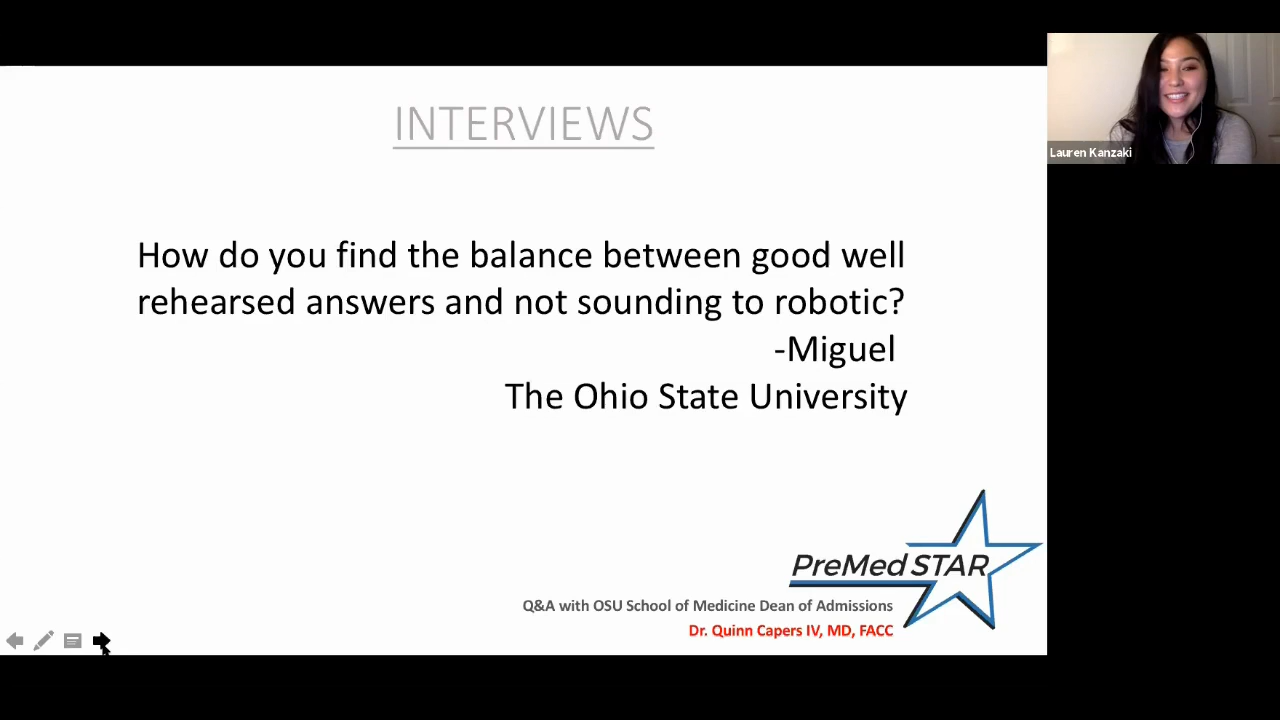 INTERVIEWS
Lauren Kanzaki
How do you find the balance between good well
rehearsed answers and not sounding to robotic?
-Miguel
The Ohio State University
PreMed STAR
Q&A with OSU School of Medicine Dean of Admissions
Dr. Quinn Capers IV, MD, FACC